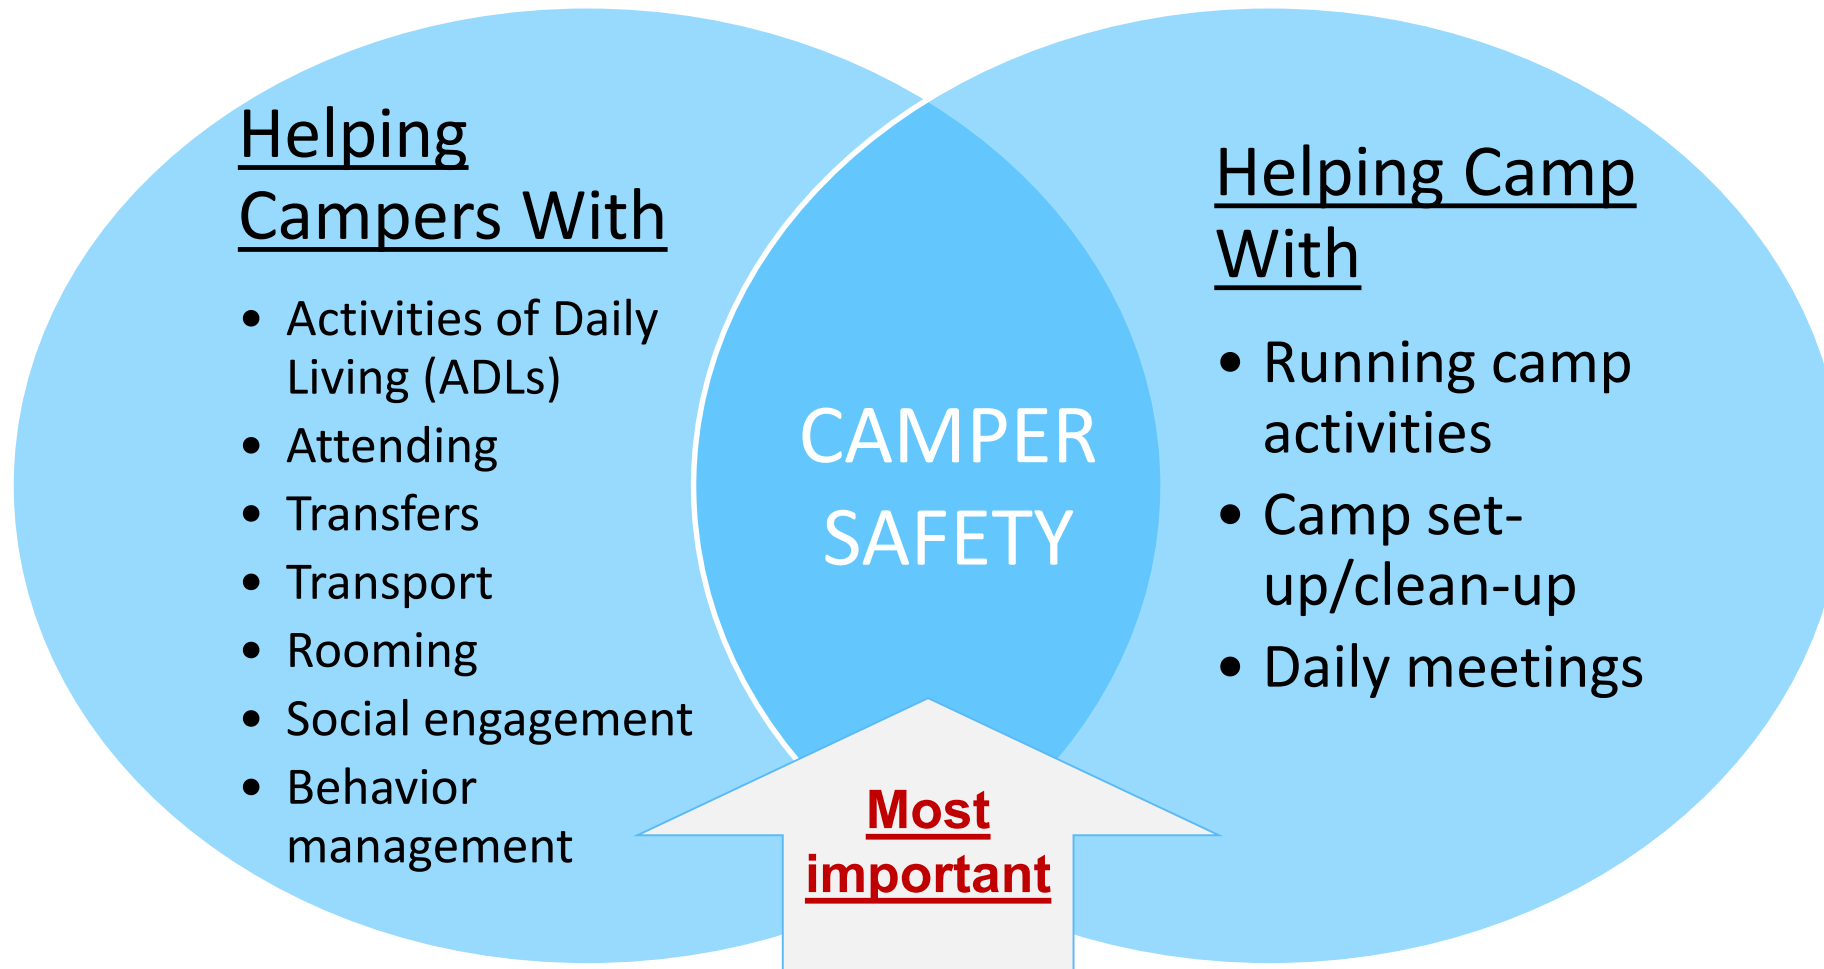 Helping
Campers With
• Activities of Daily
Living (ADLs)
• Attending
• Transfers
• Transport
• Rooming
• Social engagement
• Behavior
management
CAMPER
SAFETY
Most
important
Helping Camp
With
• Running camp
activities
• Camp set-
up/clean-up
• Daily meetings